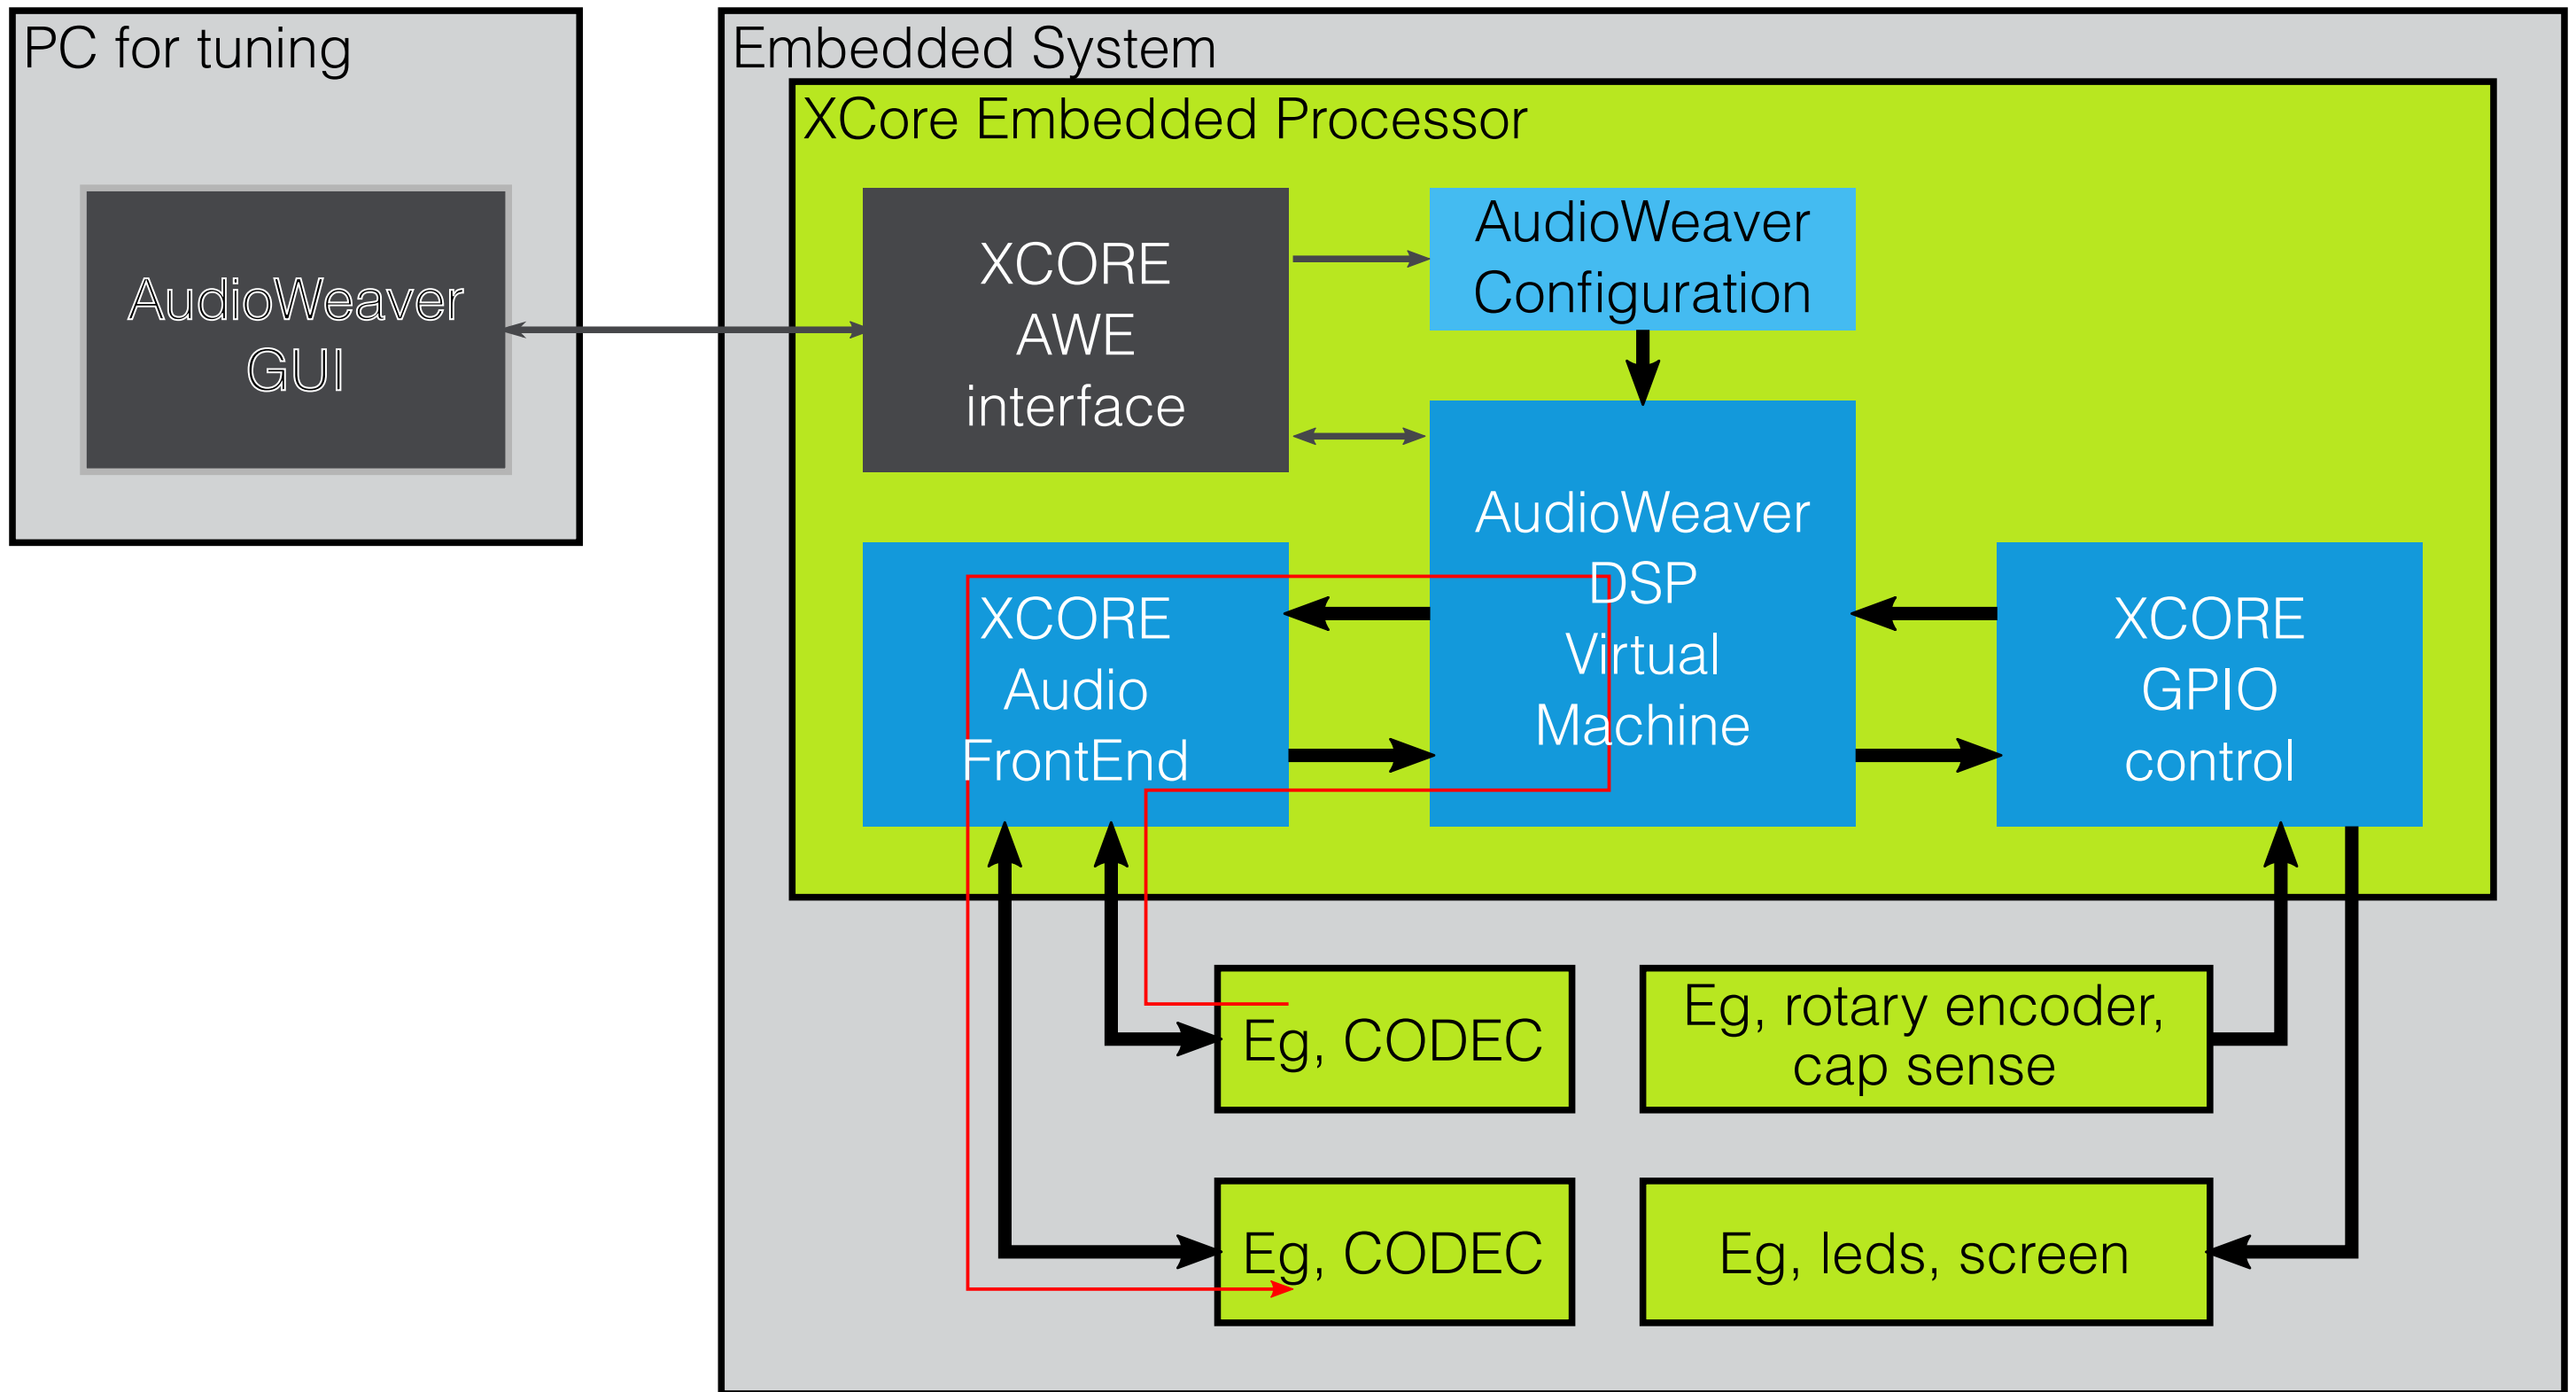 PC for tuning
AudioWeaver
GUI
Embedded System
XCore Embedded Processor
XCORE
AWE
interface
AudioWeaver
Configuration
AudioWeaver
DSP
Virtual
Machine
XCORE
Audio
FrontEnd
XCORE
GPIO
control
Eg, CODEC
Eg, rotary encoder,
cap sense
Eg, CODEC
Eg, leds, screen